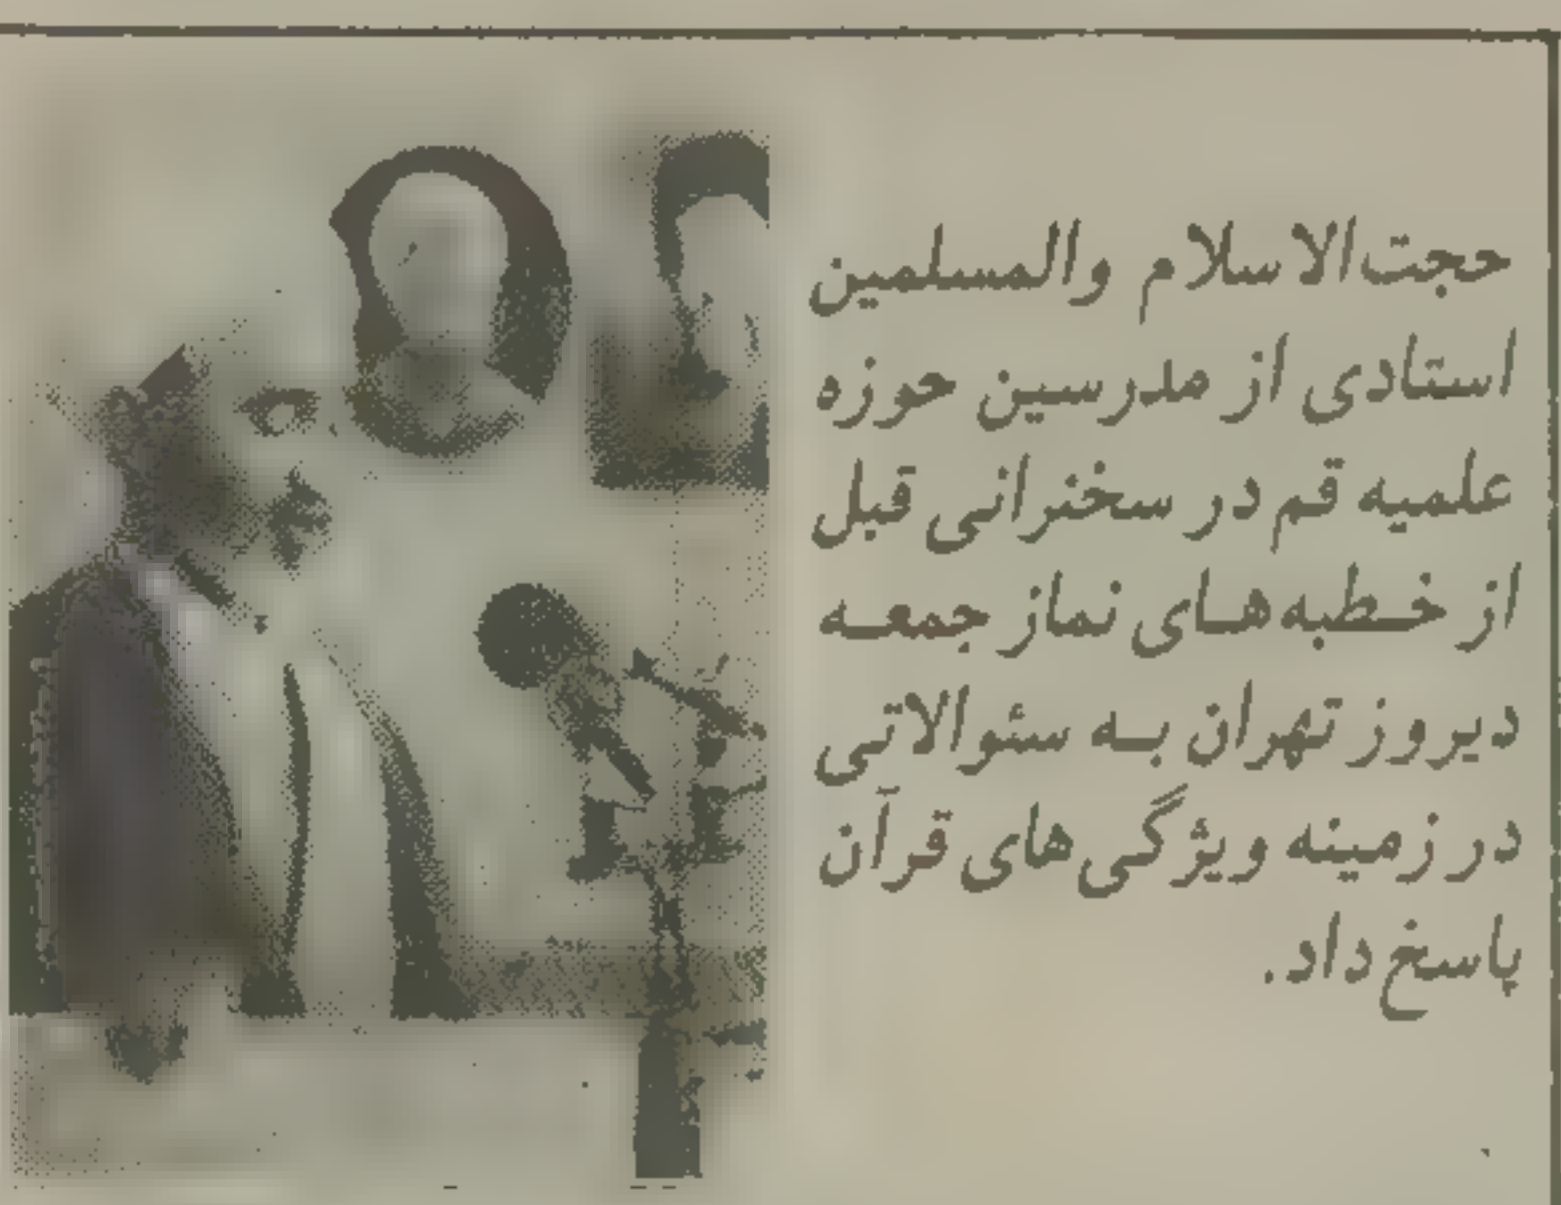 حجت‌الاسلام والمسلمین
استادی از مدرسین حوزه
علمیه قم در سخنرانی قبل
از خطبه‌های نماز جمعه
دیروز تهران به سئوالاتی
در زمینه ویژگی‌های قرآن
پاسخ داد.